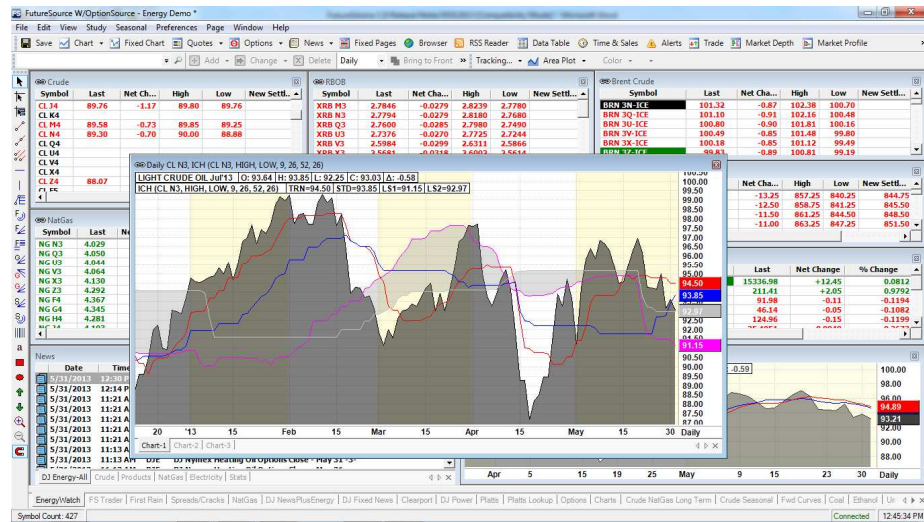 FutureSource W/OptionSource - Energy Demo *
File Edit View Study Seasonal Preferences Page Window Help
Save Chart Fixed Chart Quotes Options News Fixed Pages Browser RSS Reader Data Table Time & Sales Alerts Trade Market Depth Market Profile
Add Change Delete Daily Bring to Front Tracking... Area Plot Color
Crude
Symbol Last Net Ch... High Low New Settl...
CL J4 89.76 -1.17 89.80 89.76
CL K4
CL M4 89.58 -0.73 89.85 89.25
CL N4 89.30 -0.70 90.00 88.88
CL Q4
CL U4
CL V4
CL X4
CL Z4 88.07
RBOB
Symbol Last Net Ch... High Low New Settl...
XRB M3 2.7846 -0.0279 2.8239 2.7780
XRB N3 2.7794 -0.0279 2.8180 2.7680
XRB Q3 2.7600 -0.0285 2.7980 2.7490
XRB U3 2.7376 -0.0270 2.7725 2.7244
XRB V3 2.5984 -0.0299 2.6311 2.5866
Brent Crude
Symbol Last Net Cha... High Low New Settl...
BRN 3N-ICE 101.32 -0.87 102.38 100.70
BRN 3Q-ICE 101.10 -0.91 102.16 100.48
BRN 3U-ICE 100.80 -0.90 101.81 100.16
BRN 3V-ICE 100.49 -0.85 101.48 99.80
BRN 3X-ICE 100.18 -0.85 101.12 99.49
BRN 3Z-ICE 99.83 -0.89 100.81 99.19
Daily CL N3, ICH (CL N3, HIGH, LOW, 9, 26, 52, 26)
LIGHT CRUDE OIL Jul'13 O: 93.64 H: 93.85 L: 92.25 C: 93.03 Δ: -0.58
ICH (CL N3, HIGH, LOW, 9, 26, 52, 26) TRN=94.50 STD=93.85 LS1=91.15 LS2=92.97
100.50
100.00
99.50
99.00
98.50
98.00
97.50
97.00
96.50
96.00
95.50
95.00
94.50
93.85
92.97
92.50
92.00
91.15
90.50
90.00
89.50
89.00
88.50
88.00
87.50
87.00
20 '13 15 Feb 15 Mar 15 Apr 15 May 15 30 Daily
Chart-1 Chart-2 Chart-3
Net Cha... High Low New Settl...
-13.25 857.25 840.25 844.75
-12.50 858.75 841.25 845.50
-11.50 861.25 844.50 848.50
-11.00 863.25 847.25 851.50
NatGas
Symbol Last
NG N3 4.029
NG Q3 4.050
NG U3 4.044
NG V3 4.064
NG X3 4.130
NG Z3 4.292
NG F4 4.367
NG G4 4.345
NG H4 4.281
Last Net Change % Change
15336.98 +12.45 0.0812
211.41 +2.05 0.9792
91.98 -0.11 -0.1194
46.14 -0.05 -0.1082
124.96 -0.15 -0.1199
News
Date Time
5/31/2013 12:30 P
5/31/2013 12:14 P
5/31/2013 11:21 A
5/31/2013 11:21 A
5/31/2013 11:21 A
5/31/2013 11:21 A
5/31/2013 11:13 A
5/31/2013 11:13 AM DJE DJ Nymex Heating Oil Options Close - May 31 -3-
DJ Energy-All Crude Products NatGas Electricity Stats
-0.59
100.00
98.00
96.00
94.89
93.21
92.00
90.00
88.00
Apr 5 15 19 25 May 9 15 23 30 Daily
EnergyWatch FS Trader First Rain Spreads/Cracks NatGas DJ NewsPlusEnergy DJ Fixed News Clearport DJ Power Platts Platts Lookup Options Charts Crude NatGas Long Term Crude Seasonal Fwd Curves Coal Ethanol Ur
Symbol Count: 427 Connected 12:45:34 PM